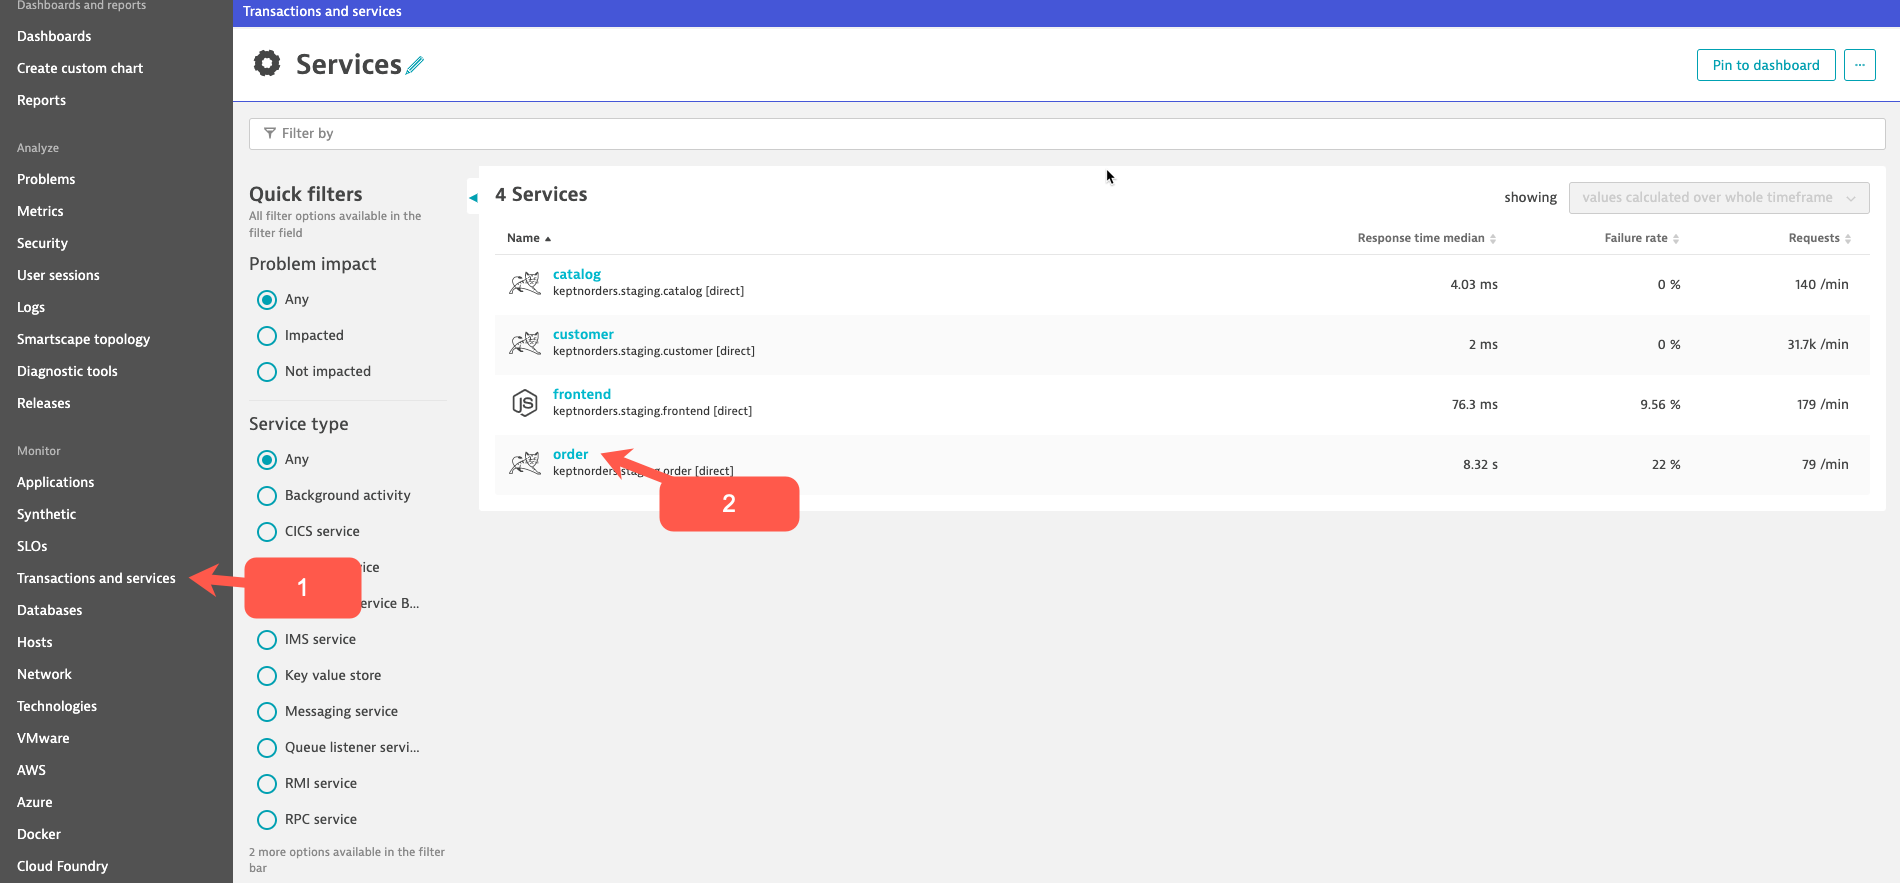 Dashboards and reports
Dashboards
Create custom chart
Reports
Analyze
Problems
Metrics
Security
User sessions
Logs
Smartscape topology
Diagnostic tools
Releases
Monitor
Applications
Synthetic
SLOs
Transactions and services
Databases
Hosts
Network
Technologies
VMware
AWS
Azure
Docker
Cloud Foundry
Transactions and services
Services
Pin to dashboard
...
Filter by
Quick filters
All filter options available in the
filter field
Problem impact
Any
Impacted
Not impacted
Service type
Any
Background activity
CICS service
ice
ervice B...
IMS service
Key value store
Messaging service
Queue listener servi...
RMI service
RPC service
2 more options available in the filter
bar
1
4 Services
showing values calculated over whole timeframe
Name Response time median Failure rate Requests
catalog
keptnorders.staging.catalog [direct]
4.03 ms 0 % 140 /min
customer
keptnorders.staging.customer [direct]
2 ms 0 % 31.7k /min
JS
frontend
keptnorders.staging.frontend [direct]
76.3 ms 9.56 % 179 /min
order
keptnorders.staging.order [direct]
8.32 s 22 % 79 /min
2